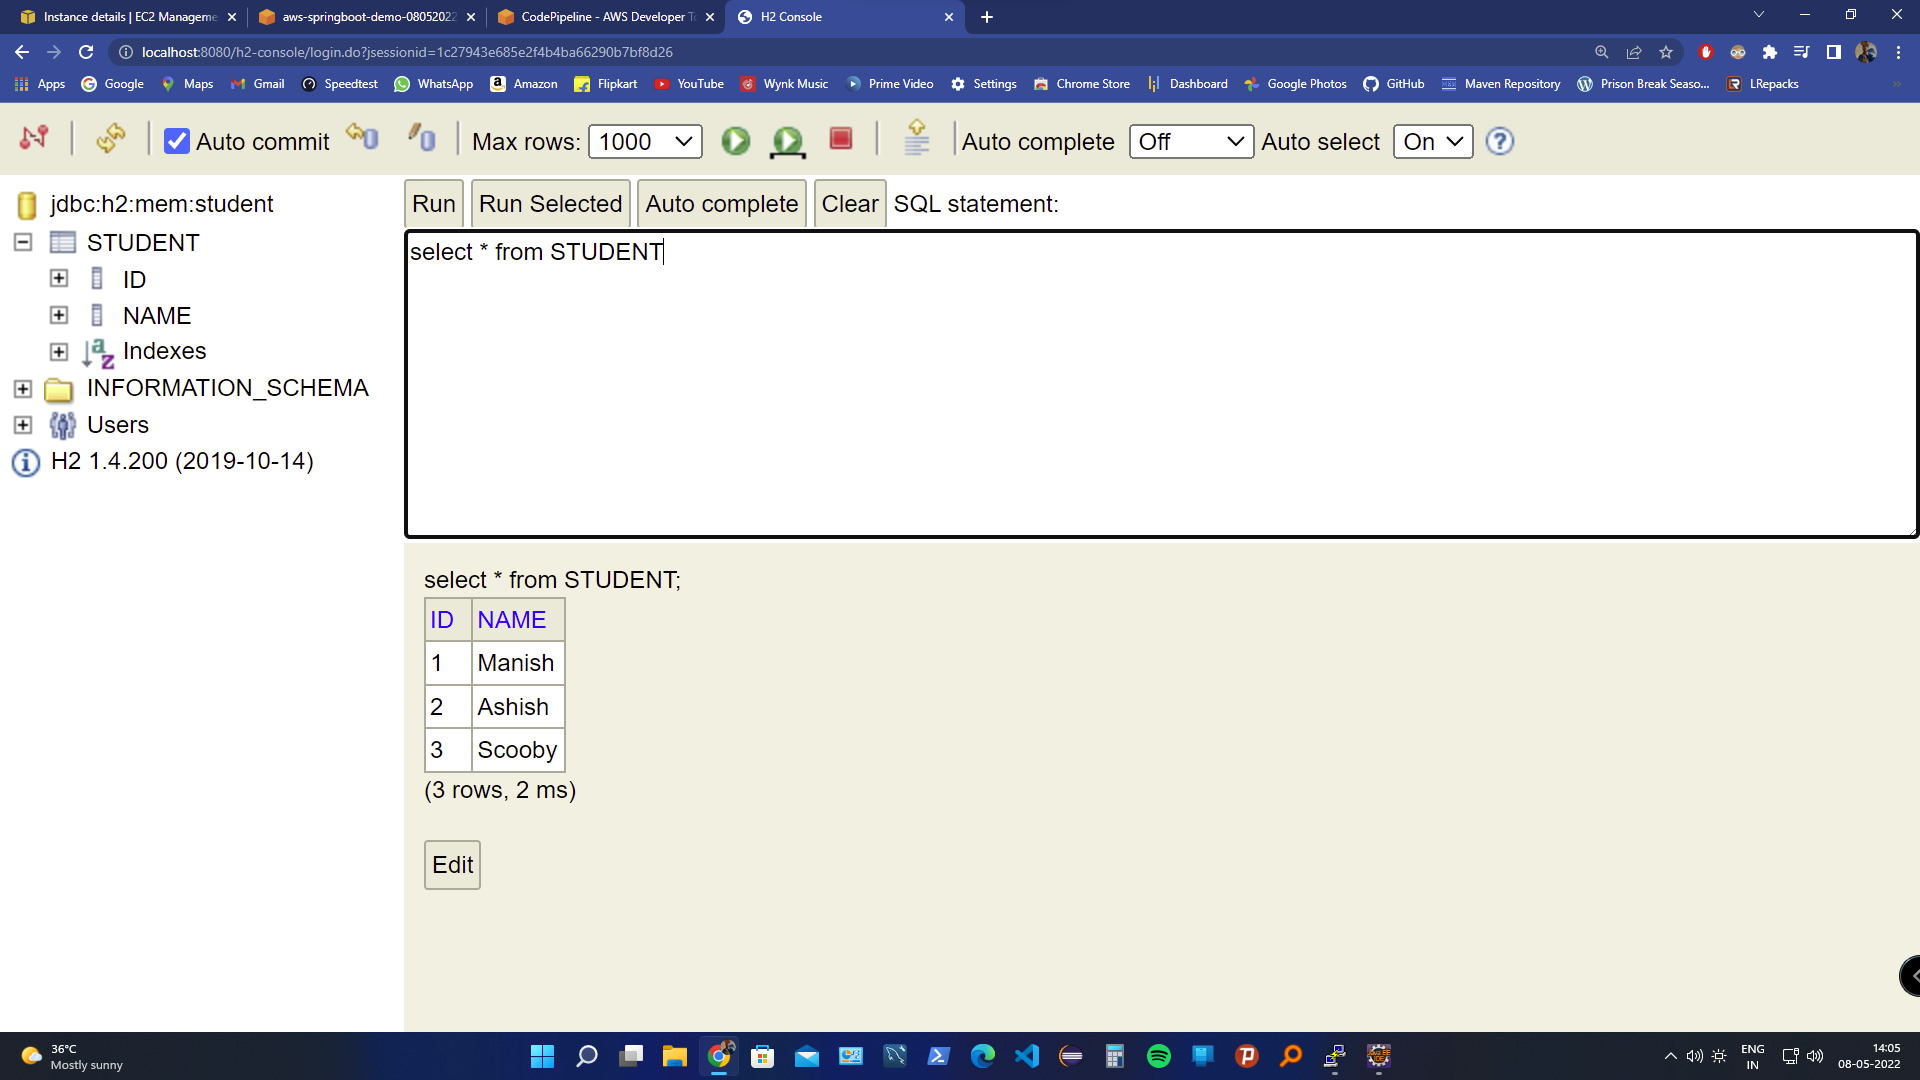 Instance details | EC2 Manageme
aws-springboot-demo-08052022
CodePipeline - AWS Developer To
H2 Console
localhost:8080/h2-console/login.do?jsessionid=1c27943e685e2f4b4ba66290b7bf8d26
Apps Google Maps Gmail Speedtest WhatsApp Amazon Flipkart YouTube Wynk Music Prime Video Settings Chrome Store Dashboard Google Photos GitHub Maven Repository Prison Break Seaso... LRepacks
Auto commit Max rows: 1000 Auto complete Off Auto select On
jdbc:h2:mem:student
STUDENT
ID
NAME
Indexes
INFORMATION_SCHEMA
Users
H2 1.4.200 (2019-10-14)
Run Run Selected Auto complete Clear SQL statement:
select * from STUDENT
select * from STUDENT;
ID NAME
1 Manish
2 Ashish
3 Scooby
(3 rows, 2 ms)
Edit
36°C
Mostly sunny
ENG
IN
14:05
08-05-2022